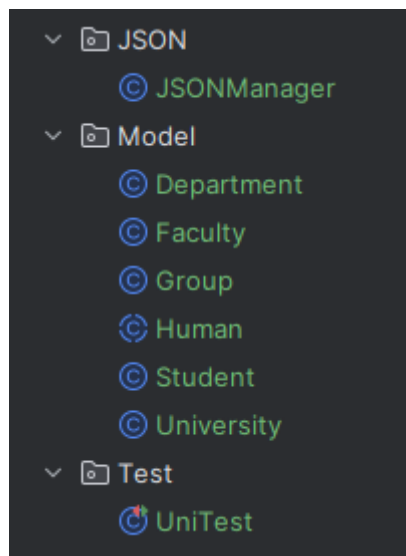 JSON
JSONManager
Model
Department
Faculty
Group
Human
Student
University
Test
UniTest